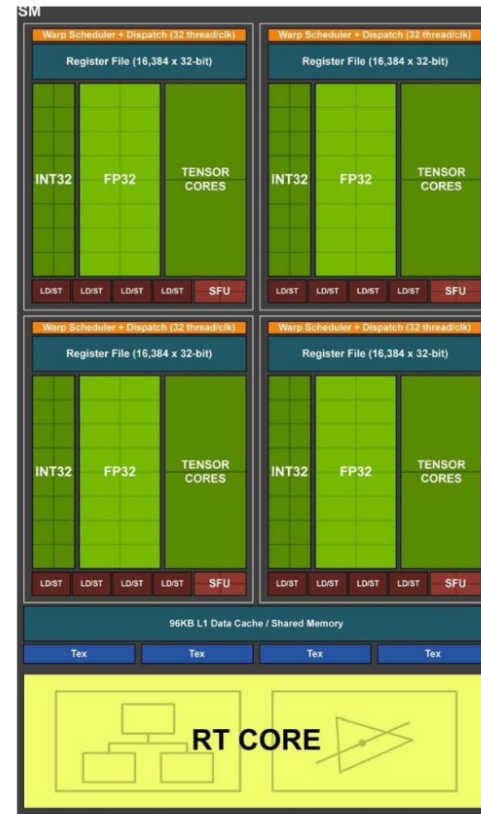 SM
Warp Scheduler + Dispatch (32 thread/clk)
Register File (16,384 x 32-bit)
INT32
FP32
TENSOR
CORES
LD/ST LD/ST LD/ST LD/ST SFU
Warp Scheduler + Dispatch (32 thread/clk)
Register File (16,384 x 32-bit)
INT32
FP32
TENSOR
CORES
LD/ST LD/ST LD/ST LD/ST SFU
Warp Scheduler + Dispatch (32 thread/clk)
Register File (16,384 x 32-bit)
INT32
FP32
TENSOR
CORES
LD/ST LD/ST LD/ST LD/ST SFU
Warp Scheduler + Dispatch (32 thread/clk)
Register File (16,384 x 32-bit)
INT32
FP32
TENSOR
CORES
LD/ST LD/ST LD/ST LD/ST SFU
96KB L1 Data Cache / Shared Memory
Tex Tex Tex Tex
RT CORE